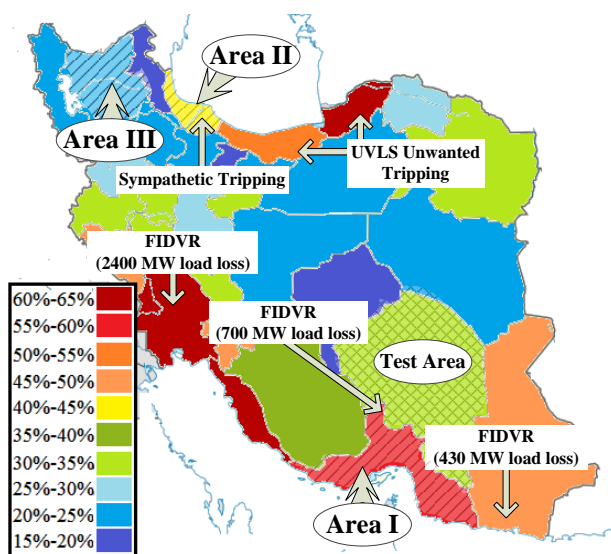 Area II
Area III
Sympathetic Tripping
UVLS Unwanted
Tripping
FIDVR
(2400 MW load loss)
FIDVR
(700 MW load loss)
Test Area
FIDVR
(430 MW load loss)
Area I
60%-65%
55%-60%
50%-55%
45%-50%
40%-45%
35%-40%
30%-35%
25%-30%
20%-25%
15%-20%